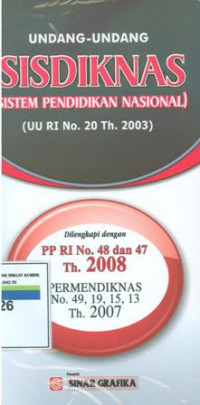 UNDANG-UNDANG
SISDIKNAS
SISTEM PENDIDIKAN NASIONAL)
(UU RI No. 20 Th. 2003)
Dilengkapi dengan
PP RI No. 48 dan 47
Th. 2008
PERMENDIKNAS
No. 49, 19, 15, 13
Th. 2007
26
Penerbit
SINAR GRAFIKA